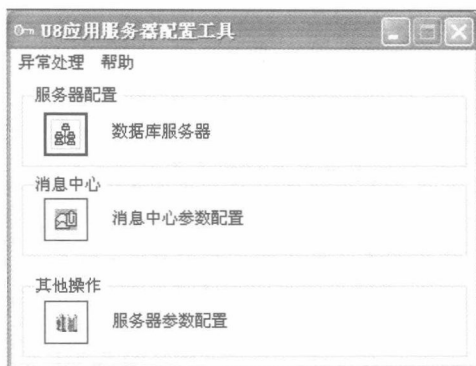 U8应用服务器配置工具
异常处理 帮助
服务器配置
数据库服务器
消息中心
消息中心参数配置
其他操作
服务器参数配置